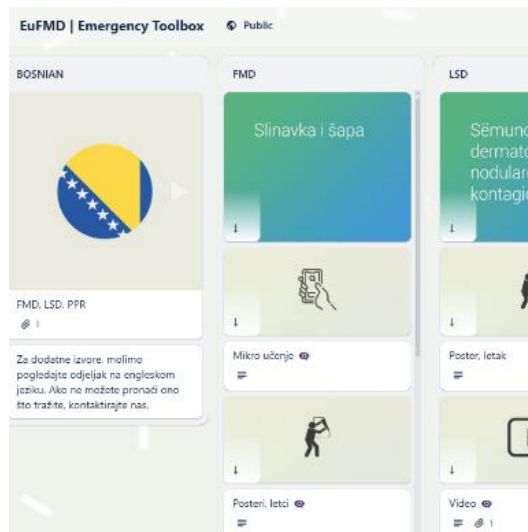 EuFMD | Emergency Toolbox
Public
BOSNIAN
FMD, LSD, PPR
1
Za dodatne izvore, molimo
pogledajte odjeljak na engleskom
jeziku. Ako ne možete pronaći ono
što tražite, kontaktirajte nas.
FMD
Slinavka i šapa
Mikro učenje
Posteri, letci
LSD
Sëmund
dermato
nodulare
kontagio
Poster, letak
Video
1